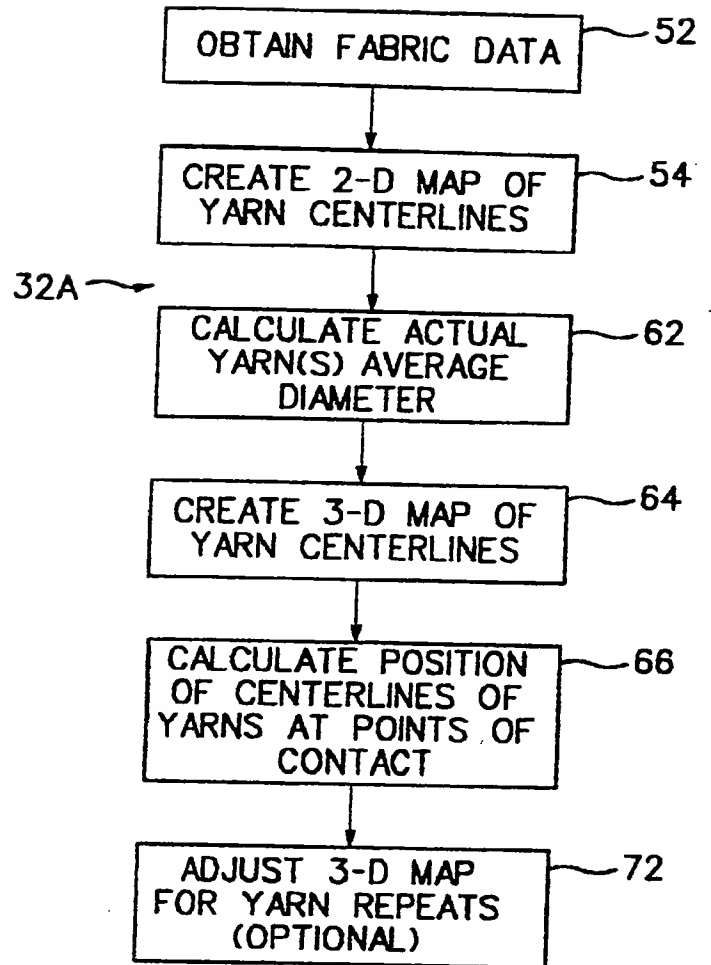 OBTAIN FABRIC DATA
52
CREATE 2-D MAP OF
YARN CENTERLINES
54
32A
CALCULATE ACTUAL
YARN(S) AVERAGE
DIAMETER
62
CREATE 3-D MAP OF
YARN CENTERLINES
64
CALCULATE POSITION
OF CENTERLINES OF
YARNS AT POINTS OF
CONTACT
66
ADJUST 3-D MAP
FOR YARN REPEATS
(OPTIONAL)
72